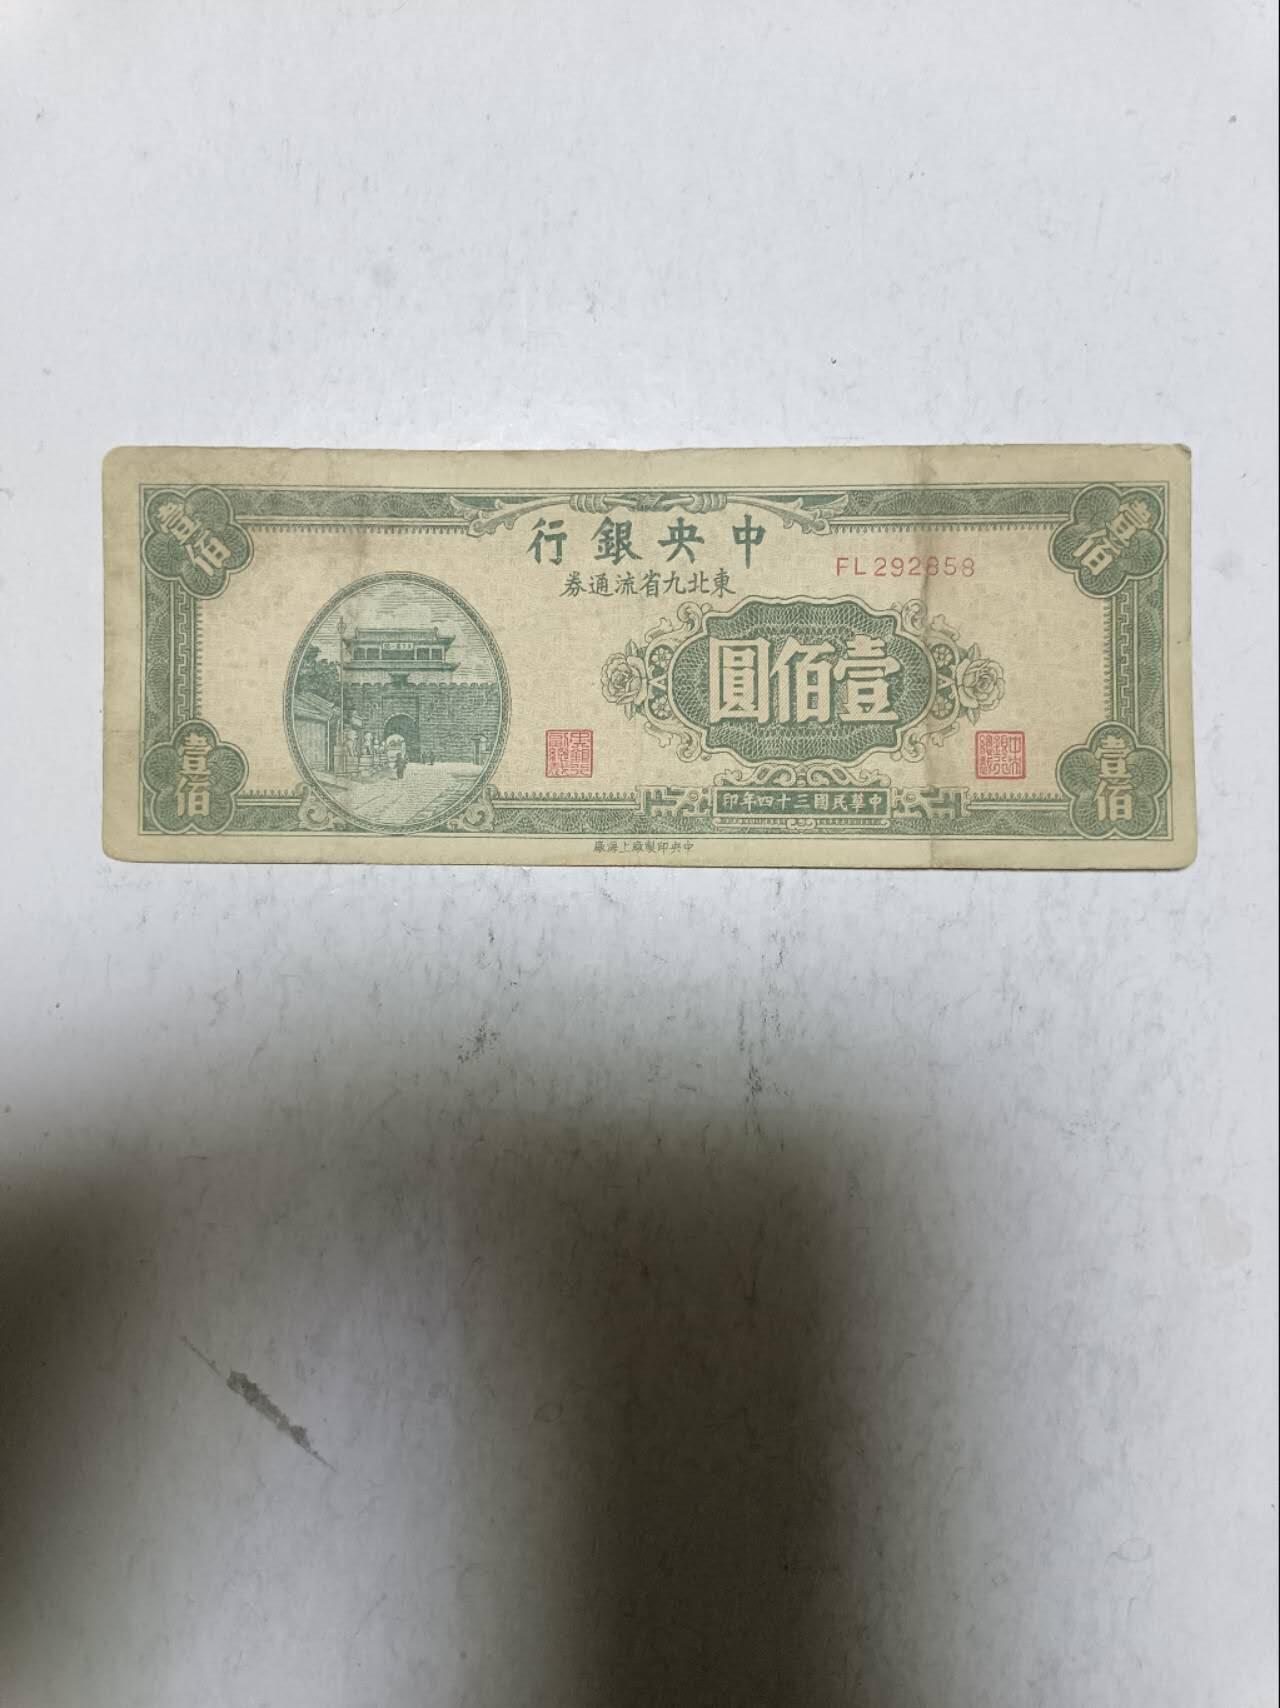 壹佰
壹佰
中央銀行
FL292858
東北九省流通券
壹佰圓
壹佰
壹佰
中華民國三十四年印
中央印製廠上海廠